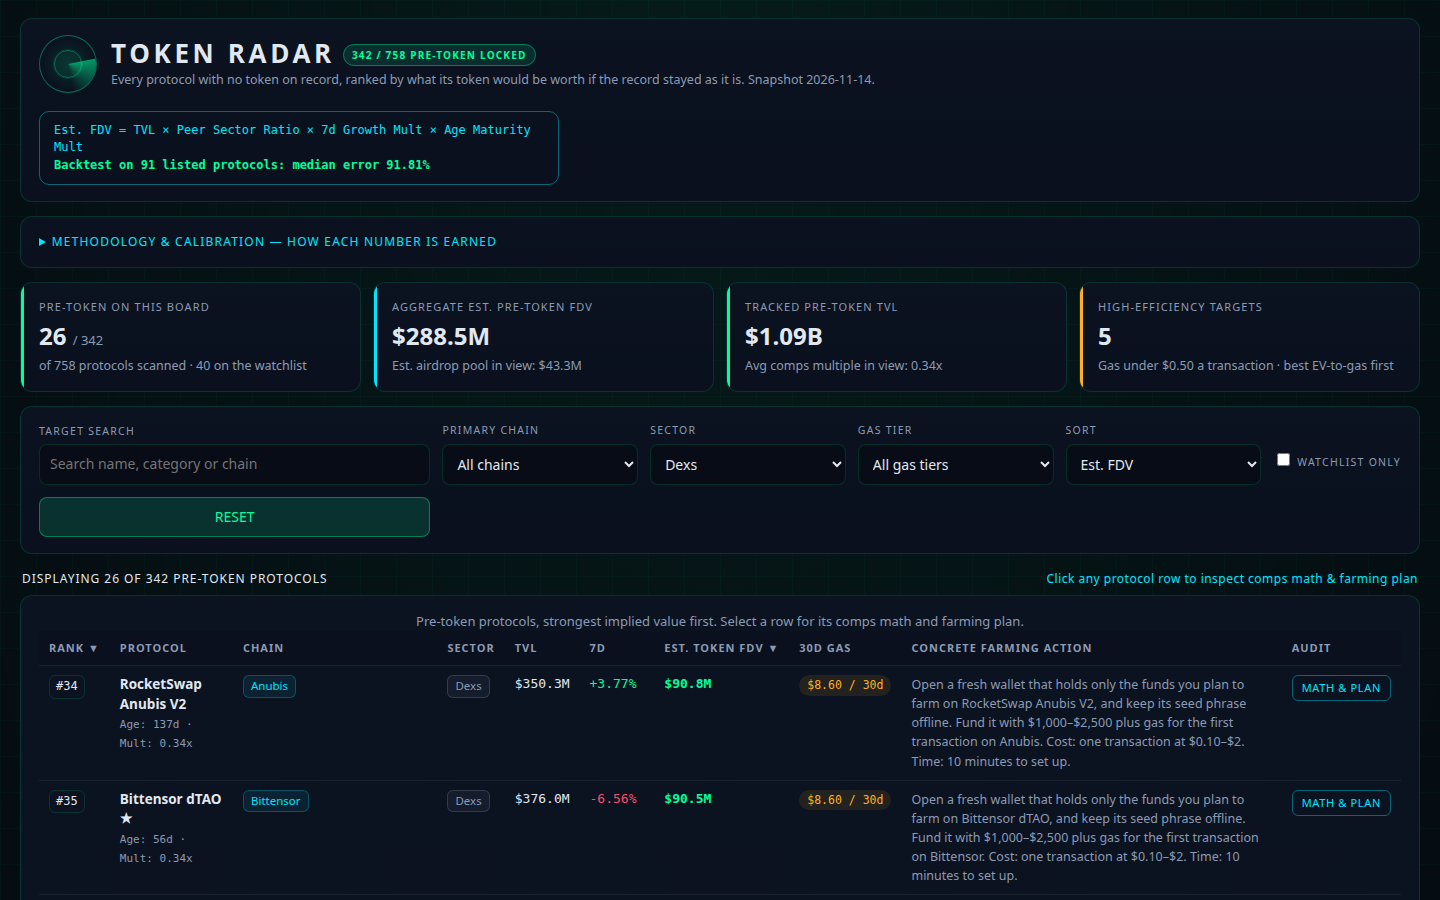 TOKEN RADAR
342 / 758 PRE-TOKEN LOCKED
Every protocol with no token on record, ranked by what its token would be worth if the record stayed as it is. Snapshot 2026-11-14.
Est. FDV = TVL × Peer Sector Ratio × 7d Growth Mult × Age Maturity
Mult
Backtest on 91 listed protocols: median error 91.81%
▶ METHODOLOGY & CALIBRATION — HOW EACH NUMBER IS EARNED
PRE-TOKEN ON THIS BOARD
26 / 342
of 758 protocols scanned · 40 on the watchlist
AGGREGATE EST. PRE-TOKEN FDV
$288.5M
Est. airdrop pool in view: $43.3M
TRACKED PRE-TOKEN TVL
$1.09B
Avg comps multiple in view: 0.34x
HIGH-EFFICIENCY TARGETS
5
Gas under $0.50 a transaction · best EV-to-gas first
TARGET SEARCH
Search name, category or chain
PRIMARY CHAIN
All chains
SECTOR
Dexs
GAS TIER
All gas tiers
SORT
Est. FDV
WATCHLIST ONLY
RESET
DISPLAYING 26 OF 342 PRE-TOKEN PROTOCOLS
Click any protocol row to inspect comps math & farming plan
Pre-token protocols, strongest implied value first. Select a row for its comps math and farming plan.
RANK ▼ PROTOCOL CHAIN SECTOR TVL 7D EST. TOKEN FDV ▼ 30D GAS CONCRETE FARMING ACTION AUDIT
#34
RocketSwap
Anubis V2
Age: 137d ·
Mult: 0.34x
Anubis
Dexs
$350.3M
+3.77%
$90.8M
$8.60 / 30d
Open a fresh wallet that holds only the funds you plan to
farm on RocketSwap Anubis V2, and keep its seed phrase
offline. Fund it with $1,000–$2,500 plus gas for the first
transaction on Anubis. Cost: one transaction at $0.10–$2.
Time: 10 minutes to set up.
MATH & PLAN
#35
Bittensor dTAO
★
Age: 56d ·
Mult: 0.34x
Bittensor
Dexs
$376.0M
-6.56%
$90.5M
$8.60 / 30d
Open a fresh wallet that holds only the funds you plan to
farm on Bittensor dTAO, and keep its seed phrase offline.
Fund it with $1,000–$2,500 plus gas for the first transaction
on Bittensor. Cost: one transaction at $0.10–$2. Time: 10
minutes to set up.
MATH & PLAN